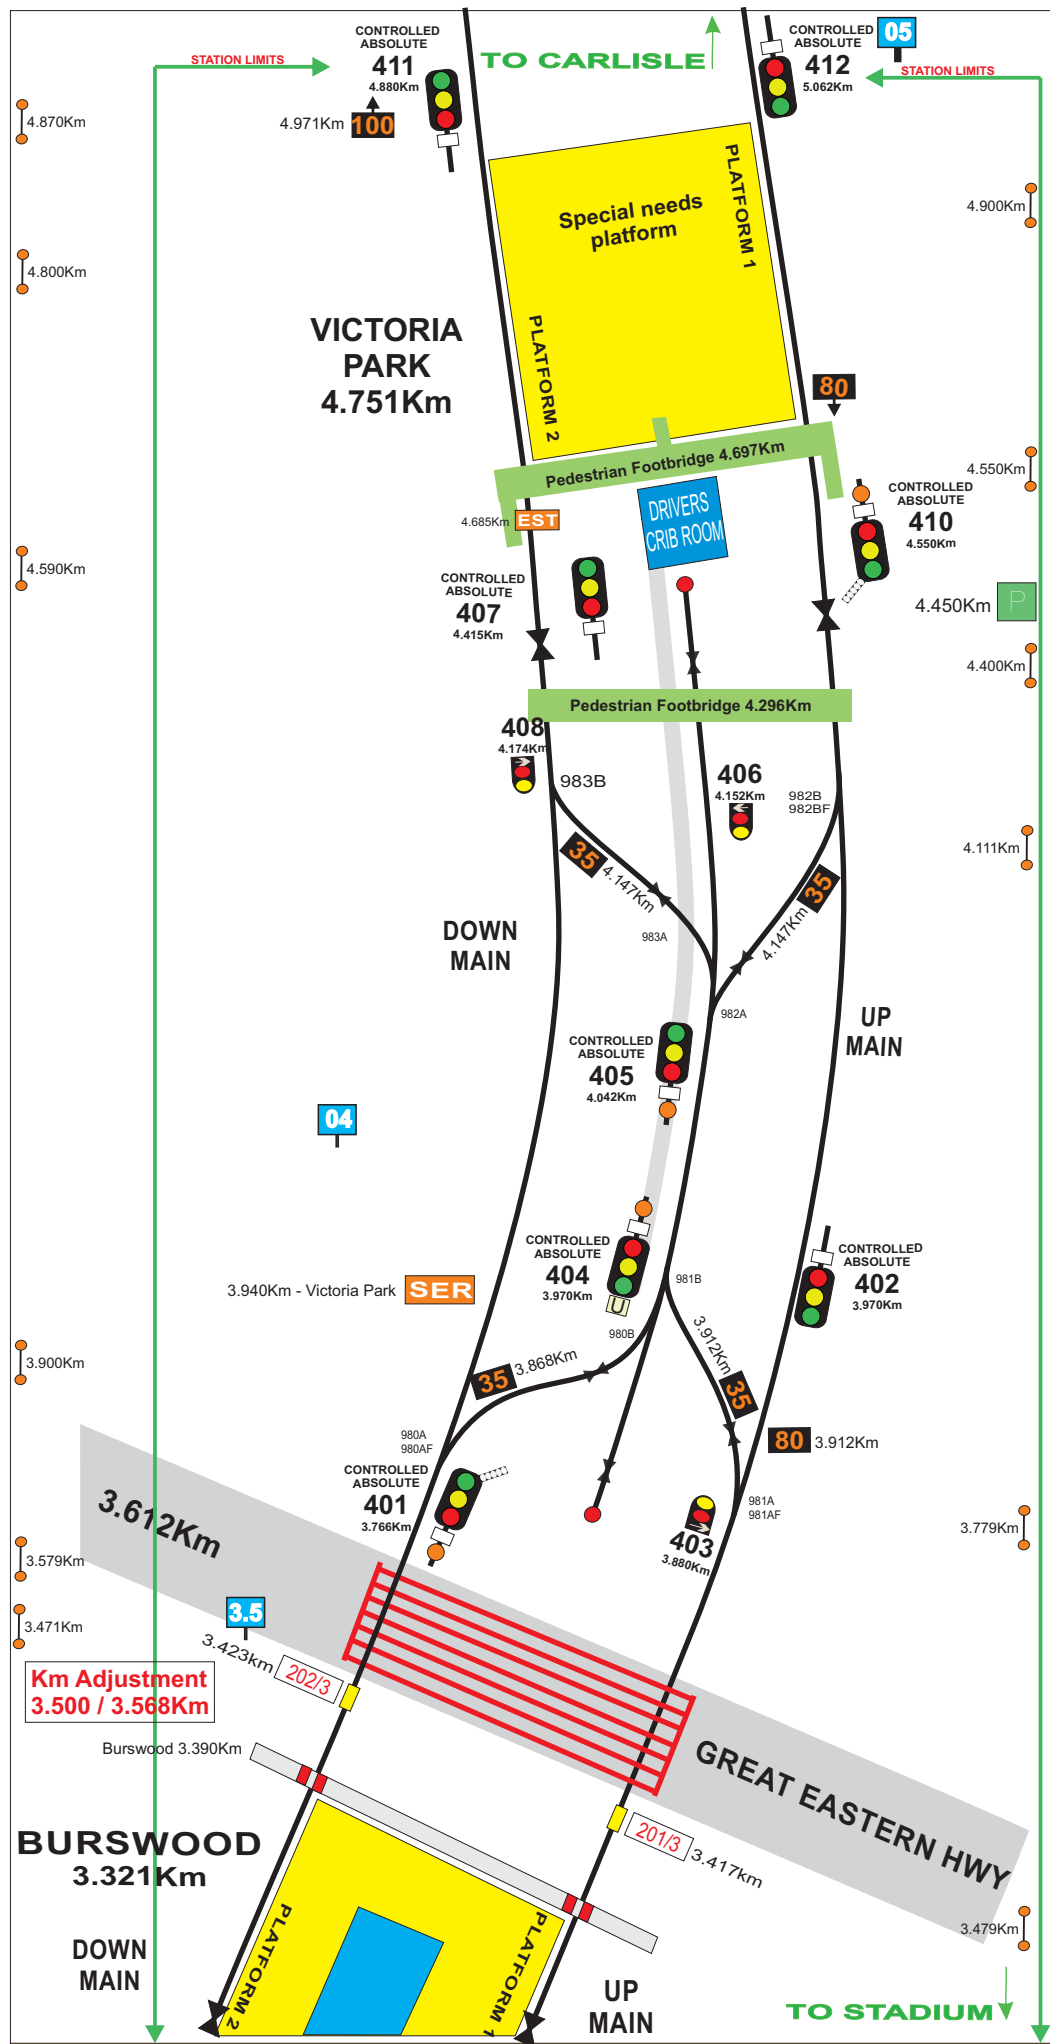 CONTROLLED
ABSOLUTE
411
4.880Km
TO CARLISLE
CONTROLLED
ABSOLUTE
412
5.062Km
05
STATION LIMITS
STATION LIMITS
4.870Km
4.971Km
100
PLATFORM 1
Special needs
platform
4.900Km
4.800Km
VICTORIA
PARK
4.751Km
PLATFORM 2
80
Pedestrian Footbridge 4.697Km
4.550Km
4.685Km
EST
DRIVERS
CRIB ROOM
CONTROLLED
ABSOLUTE
410
4.550Km
4.590Km
CONTROLLED
ABSOLUTE
407
4.415Km
4.450Km
P
4.400Km
Pedestrian Footbridge 4.296Km
408
4.174Km
983B
406
4.152Km
982B
982BF
4.111Km
35
4.147Km
35
4.147Km
DOWN
MAIN
983A
982A
UP
MAIN
CONTROLLED
ABSOLUTE
405
4.042Km
04
CONTROLLED
ABSOLUTE
404
3.970Km
U
CONTROLLED
ABSOLUTE
402
3.970Km
3.940Km - Victoria Park
SER
981B
980B
3.900Km
35
3.868Km
3.912Km
35
980A
980AF
80
3.912Km
CONTROLLED
ABSOLUTE
401
3.766Km
981A
981AF
403
3.880Km
3.779Km
3.612Km
3.579Km
3.471Km
3.5
3.423km
202/3
Km Adjustment
3.500 / 3.568Km
Burswood 3.390Km
GREAT EASTERN HWY
201/3
3.417km
BURSWOOD
3.321Km
3.479Km
PLATFORM 2
PLATFORM 1
DOWN
MAIN
UP
MAIN
TO STADIUM